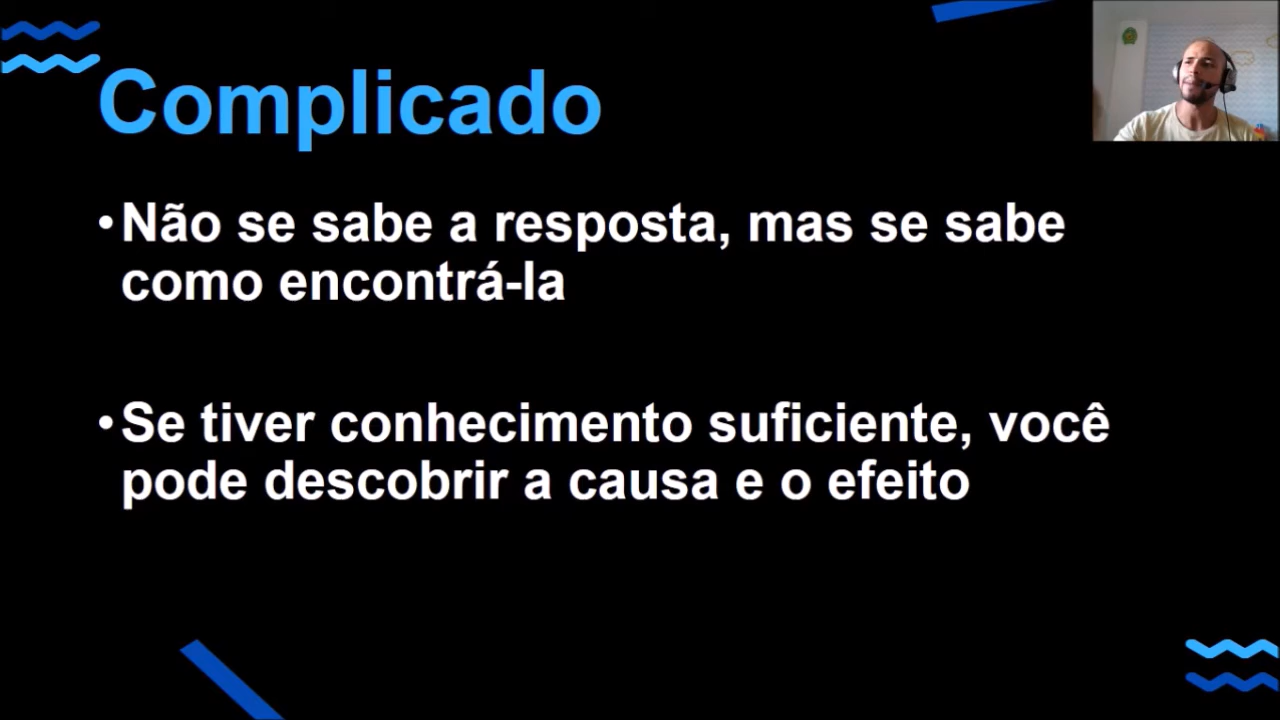 Complicado
•Não se sabe a resposta, mas se sabe
como encontrá-la
•Se tiver conhecimento suficiente, você
pode descobrir a causa e o efeito